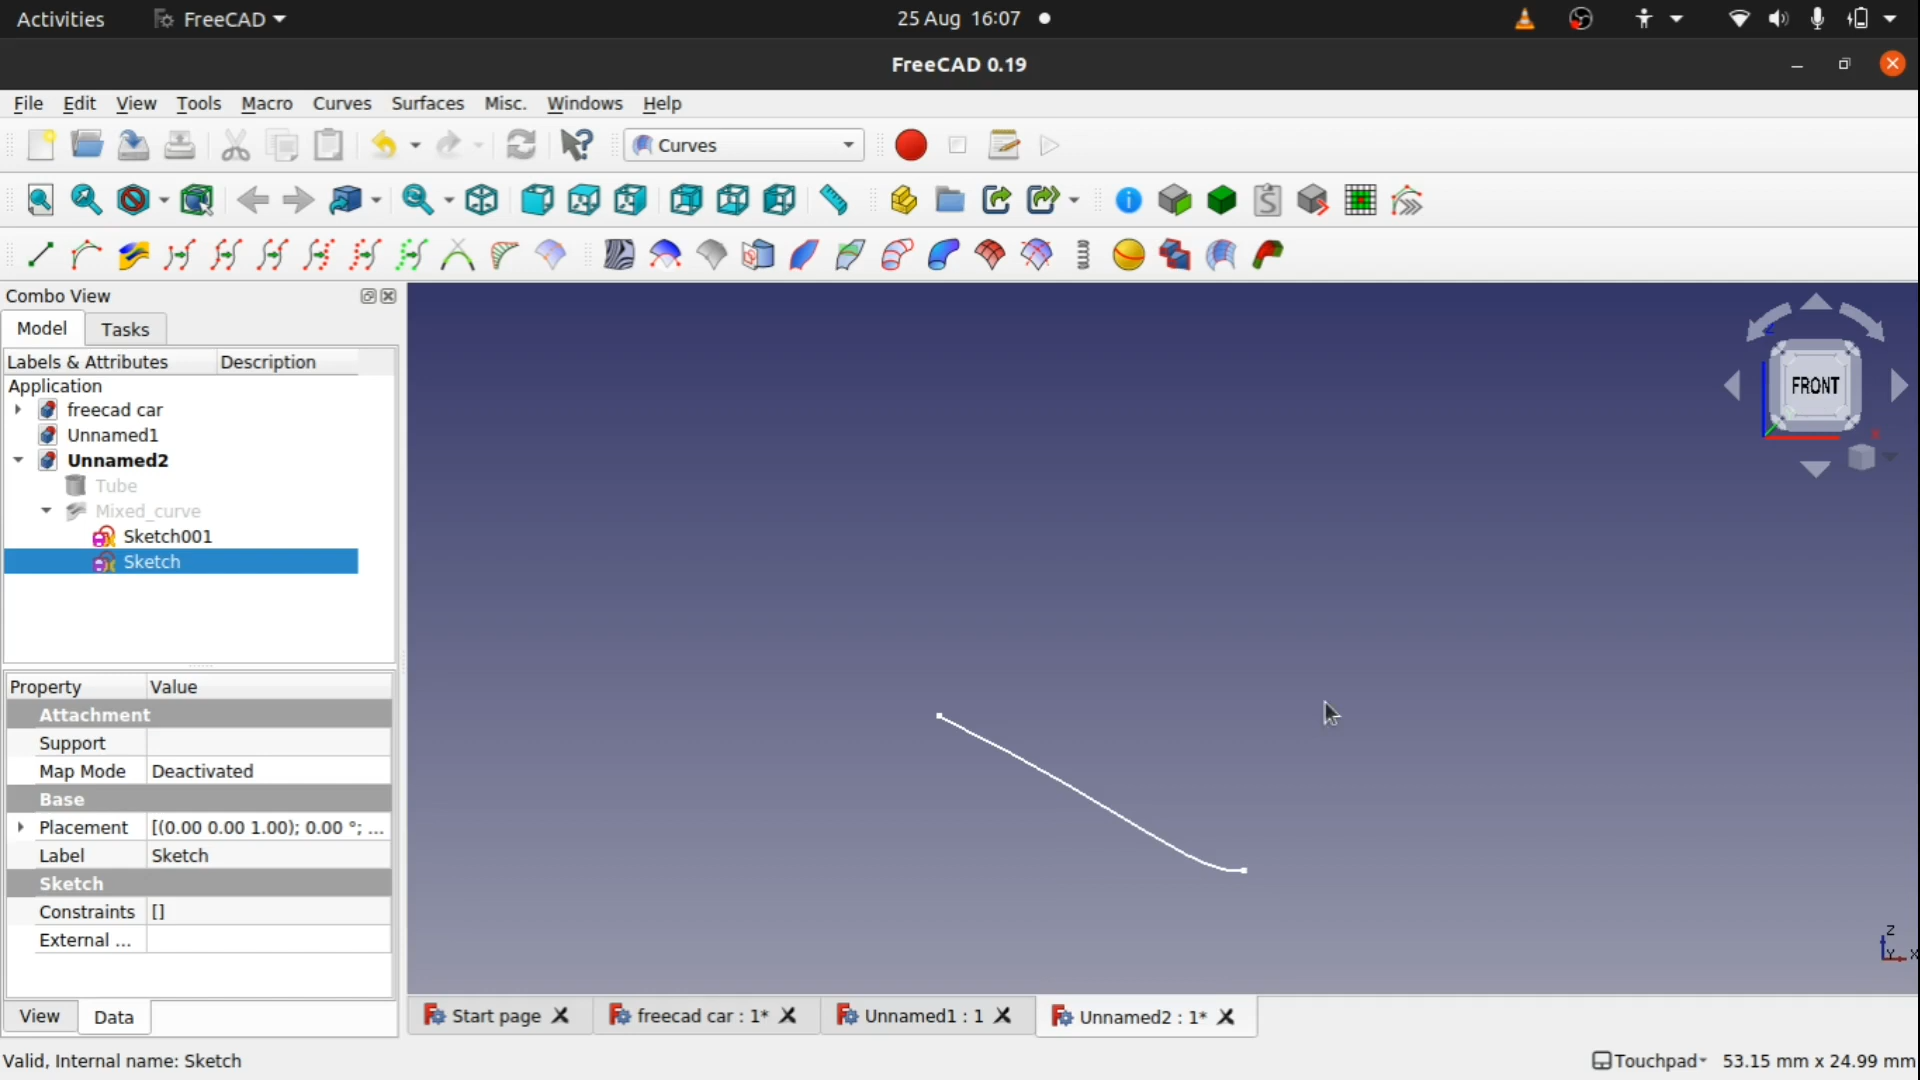 Activities FreeCAD 25 Aug 16:07
FreeCAD 0.19
File Edit View Tools Macro Curves Surfaces Misc. Windows Help
Curves
Combo View
Model Tasks
Labels & Attributes Description
Application
freecad car
Unnamed1
Unnamed2
Tube
Mixed_curve
Sketch001
Sketch
FRONT
Property Value
Attachment
Support
Map Mode Deactivated
Base
Placement [(0.00 0.00 1.00); 0.00 °; ...
Label Sketch
Sketch
Constraints []
External ...
Z
Y X
View Data
Start page freecad car : 1* Unnamed1 : 1 Unnamed2 : 1*
Valid, Internal name: Sketch Touchpad 53.15 mm x 24.99 mm